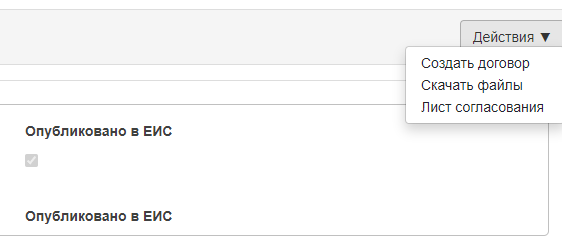 Действия ▼
Создать договор
Скачать файлы
Лист согласования
Опубликовано в ЕИС
Опубликовано в ЕИС